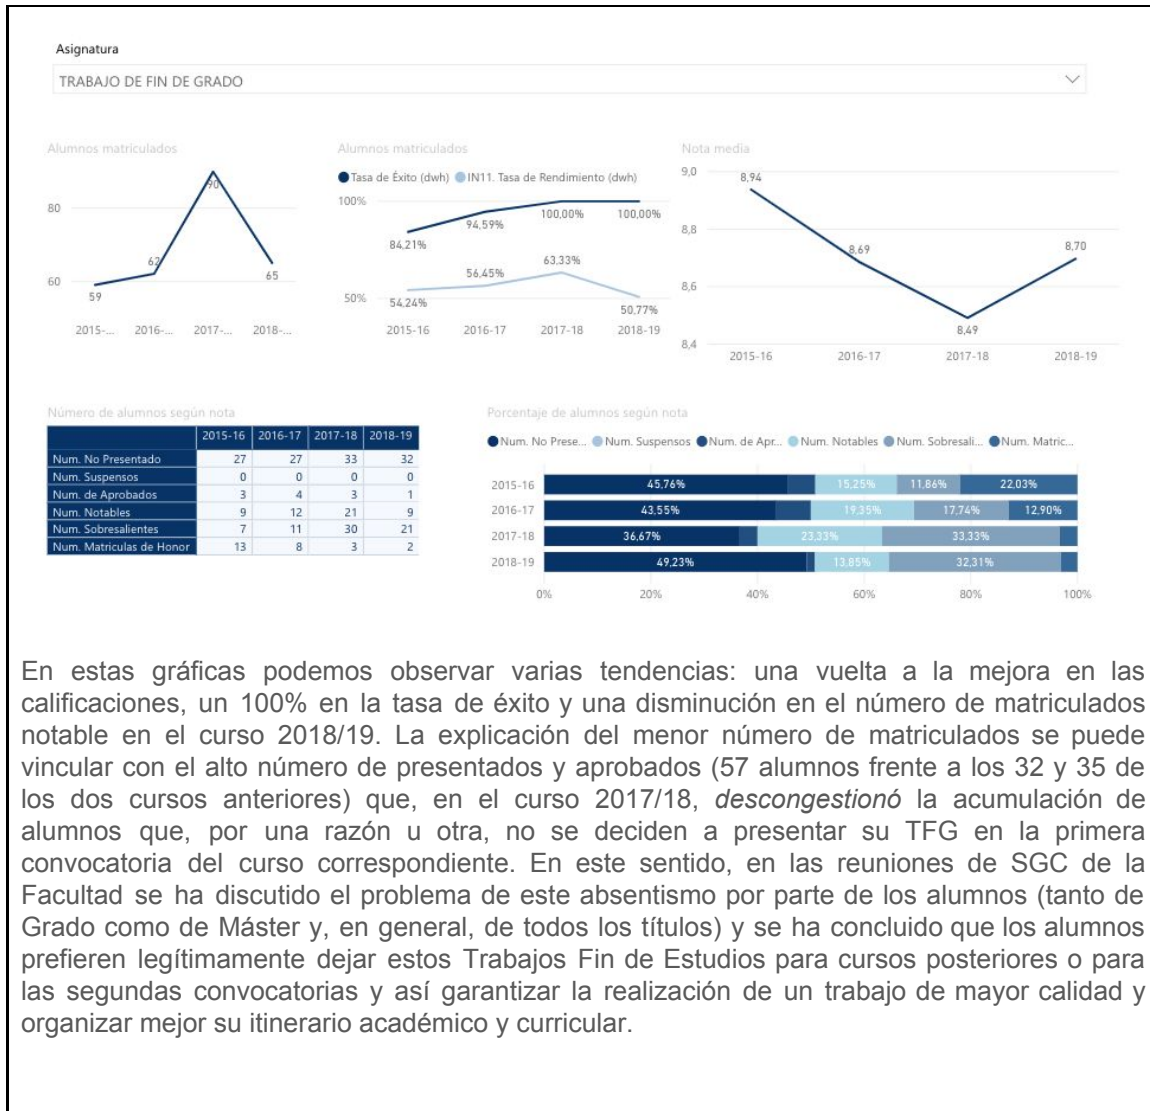 Asignatura
TRABAJO DE FIN DE GRADO
Alumnos matriculados
80
60
59
62
90
65
2015-...
2016-...
2017-...
2018-...
Alumnos matriculados
Tasa de Éxito (dwh) IN11. Tasa de Rendimiento (dwh)
100%
50%
84,21%
94,59%
100,00%
100,00%
54,24%
56,45%
63,33%
50,77%
2015-16
2016-17
2017-18
2018-19
Nota media
9,0
8,8
8,6
8,4
8,94
8,69
8,49
8,70
2015-16
2016-17
2017-18
2018-19
Número de alumnos según nota
2015-16 2016-17 2017-18 2018-19
Num. No Presentado 27 27 33 32
Num. Suspensos 0 0 0 0
Num. de Aprobados 3 4 3 1
Num. Notables 9 12 21 9
Num. Sobresalientes 7 11 30 21
Num. Matriculas de Honor 13 8 3 2
Porcentaje de alumnos según nota
Num. No Prese... Num. Suspensos Num. de Apr... Num. Notables Num. Sobresali... Num. Matric...
2015-16 45,76% 15,25% 11,86% 22,03%
2016-17 43,55% 19,35% 17,74% 12,90%
2017-18 36,67% 23,33% 33,33%
2018-19 49,23% 13,85% 32,31%
0% 20% 40% 60% 80% 100%
En estas gráficas podemos observar varias tendencias: una vuelta a la mejora en las
calificaciones, un 100% en la tasa de éxito y una disminución en el número de matriculados
notable en el curso 2018/19. La explicación del menor número de matriculados se puede
vincular con el alto número de presentados y aprobados (57 alumnos frente a los 32 y 35 de
los dos cursos anteriores) que, en el curso 2017/18, descongestionó la acumulación de
alumnos que, por una razón u otra, no se deciden a presentar su TFG en la primera
convocatoria del curso correspondiente. En este sentido, en las reuniones de SGC de la
Facultad se ha discutido el problema de este absentismo por parte de los alumnos (tanto de
Grado como de Máster y, en general, de todos los títulos) y se ha concluido que los alumnos
prefieren legítimamente dejar estos Trabajos Fin de Estudios para cursos posteriores o para
las segundas convocatorias y así garantizar la realización de un trabajo de mayor calidad y
organizar mejor su itinerario académico y curricular.